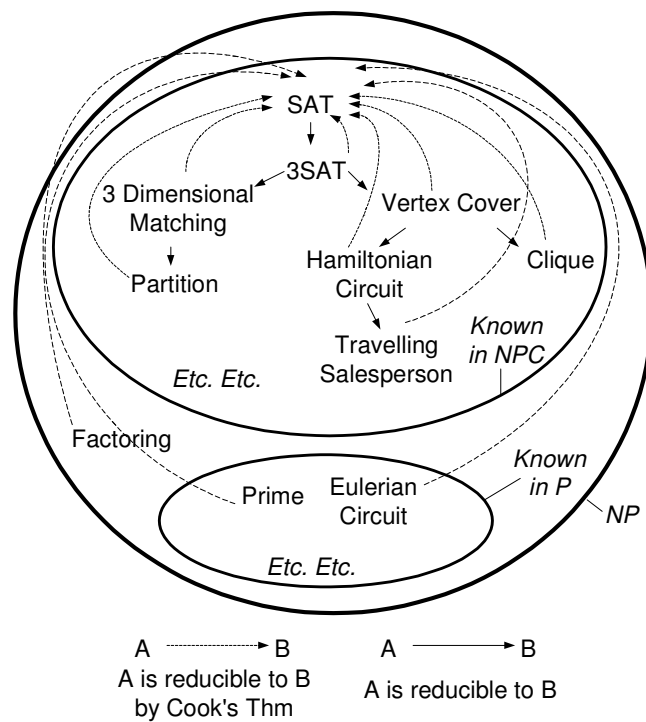 SAT
3SAT
3 Dimensional
Matching
Vertex Cover
Partition
Hamiltonian
Circuit
Clique
Travelling
Salesperson
Known
in NPC
Etc. Etc.
Factoring
Prime
Eulerian
Circuit
Known
in P
NP
Etc. Etc.
A B
A is reducible to B
by Cook's Thm
A B
A is reducible to B